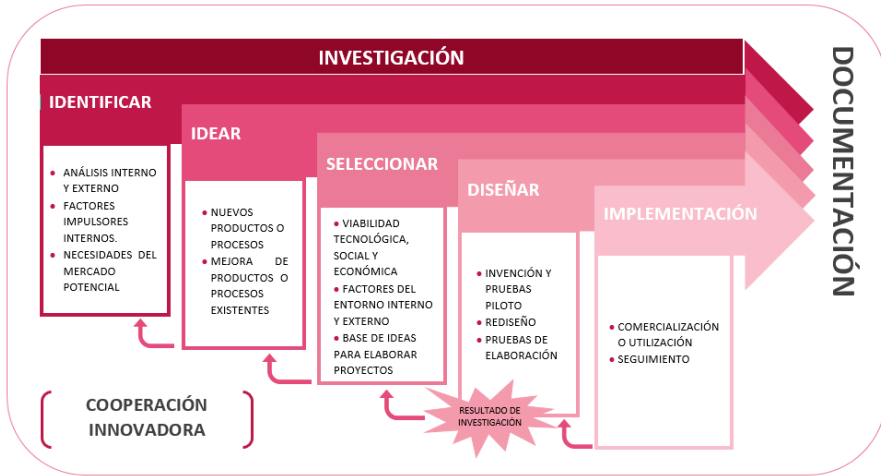 INVESTIGACIÓN
IDENTIFICAR
• ANÁLISIS INTERNO
Y EXTERNO
• FACTORES
IMPULSORES
INTERNOS.
• NECESIDADES DEL
MERCADO
POTENCIAL
IDEAR
• NUEVOS
PRODUCTOS O
PROCESOS
• MEJORA DE
PRODUCTOS O
PROCESOS
EXISTENTES
SELECCIONAR
• VIABILIDAD
TECNOLÓGICA,
SOCIAL Y
ECONÓMICA
• FACTORES DEL
ENTORNO INTERNO
Y EXTERNO
• BASE DE IDEAS
PARA ELABORAR
PROYECTOS
DISEÑAR
• INVENCIÓN Y
PRUEBAS
PILOTO
• REDISEÑO
• PRUEBAS DE
ELABORACIÓN
RESULTADO DE
INVESTIGACIÓN
IMPLEMENTACIÓN
• COMERCIALIZACIÓN
O UTILIZACIÓN
• SEGUIMIENTO
DOCUMENTACIÓN
COOPERACIÓN
INNOVADORA